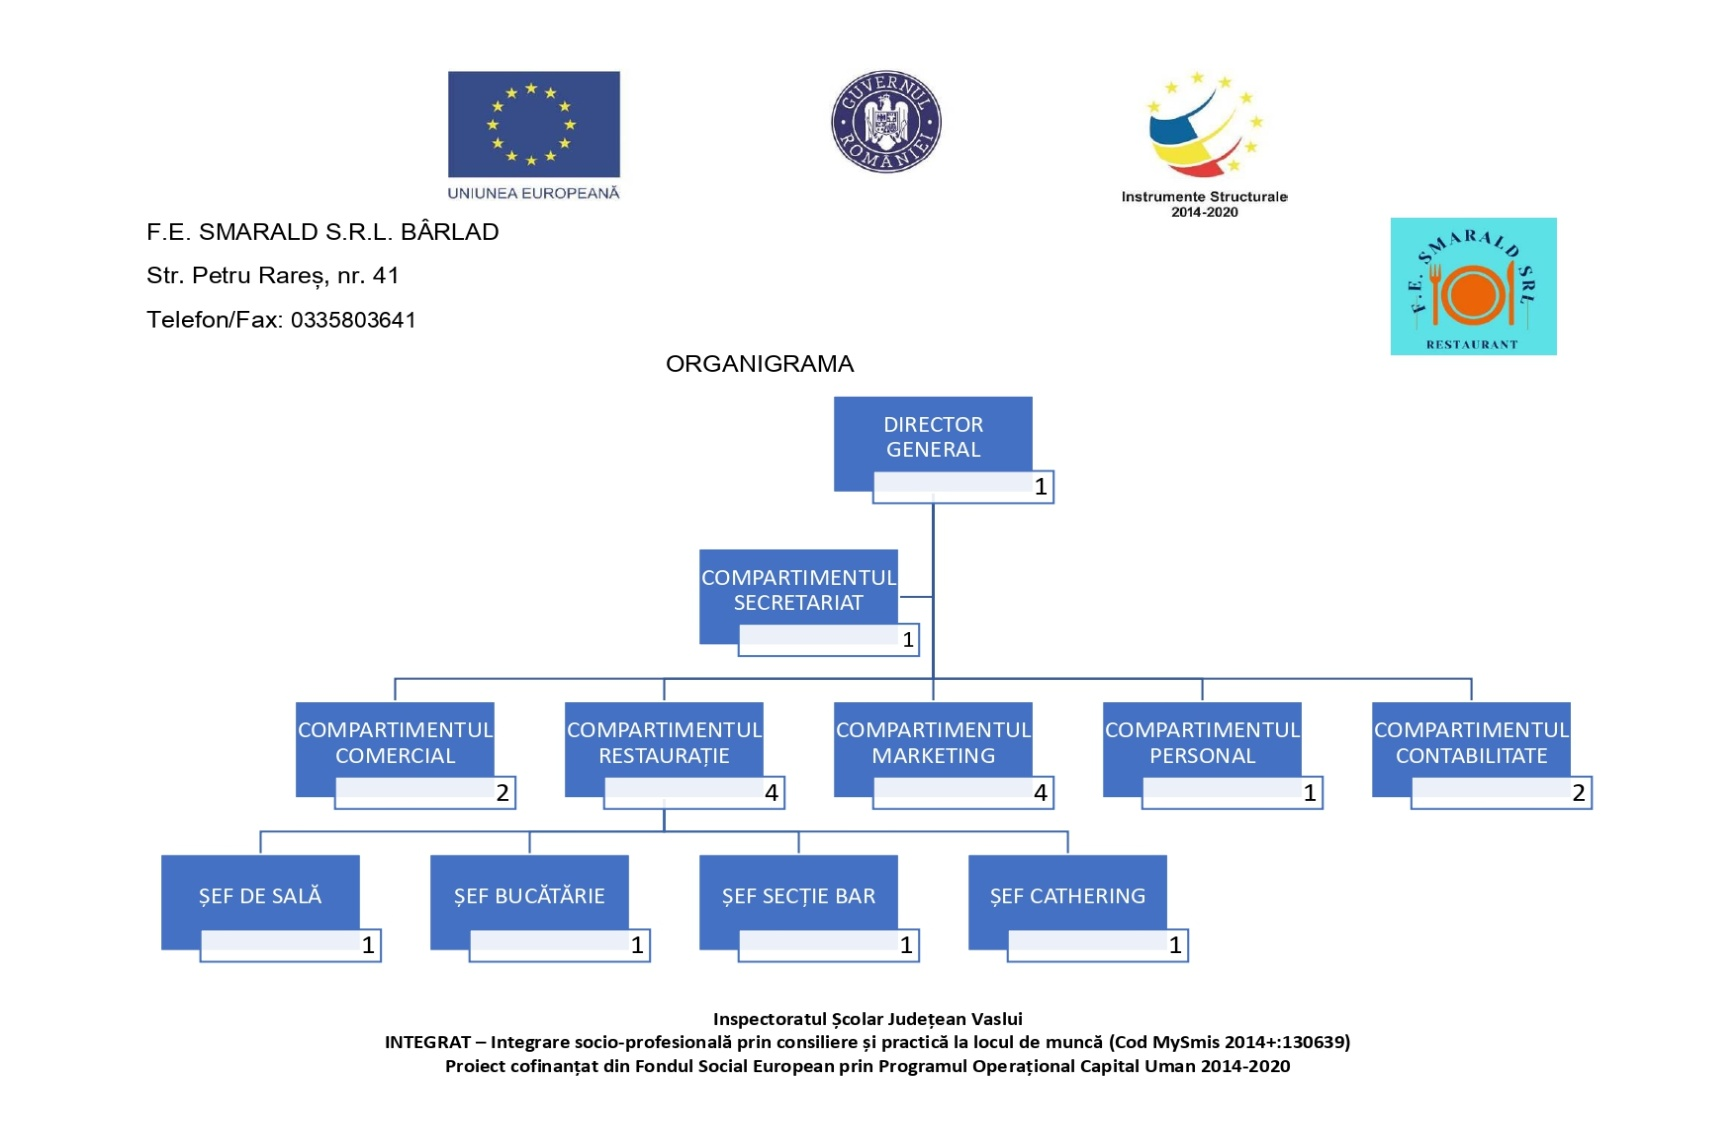 UNIUNEA EUROPEANĂ
GUVERNUL ROMÂNIEI
Instrumente Structurale
2014-2020
F.E. SMARALD S.R.L. BÂRLAD
Str. Petru Rareș, nr. 41
Telefon/Fax: 0335803641
F.E. SMARALD SRL
RESTAURANT
ORGANIGRAMA
DIRECTOR
GENERAL
1
COMPARTIMENTUL
SECRETARIAT
1
COMPARTIMENTUL
COMERCIAL
2
COMPARTIMENTUL
RESTAURAȚIE
4
COMPARTIMENTUL
MARKETING
4
COMPARTIMENTUL
PERSONAL
1
COMPARTIMENTUL
CONTABILITATE
2
ȘEF DE SALĂ
1
ȘEF BUCĂTĂRIE
1
ȘEF SECȚIE BAR
1
ȘEF CATHERING
1
Inspectoratul Școlar Județean Vaslui
INTEGRAT – Integrare socio-profesională prin consiliere și practică la locul de muncă (Cod MySmis 2014+:130639)
Proiect cofinanțat din Fondul Social European prin Programul Operațional Capital Uman 2014-2020